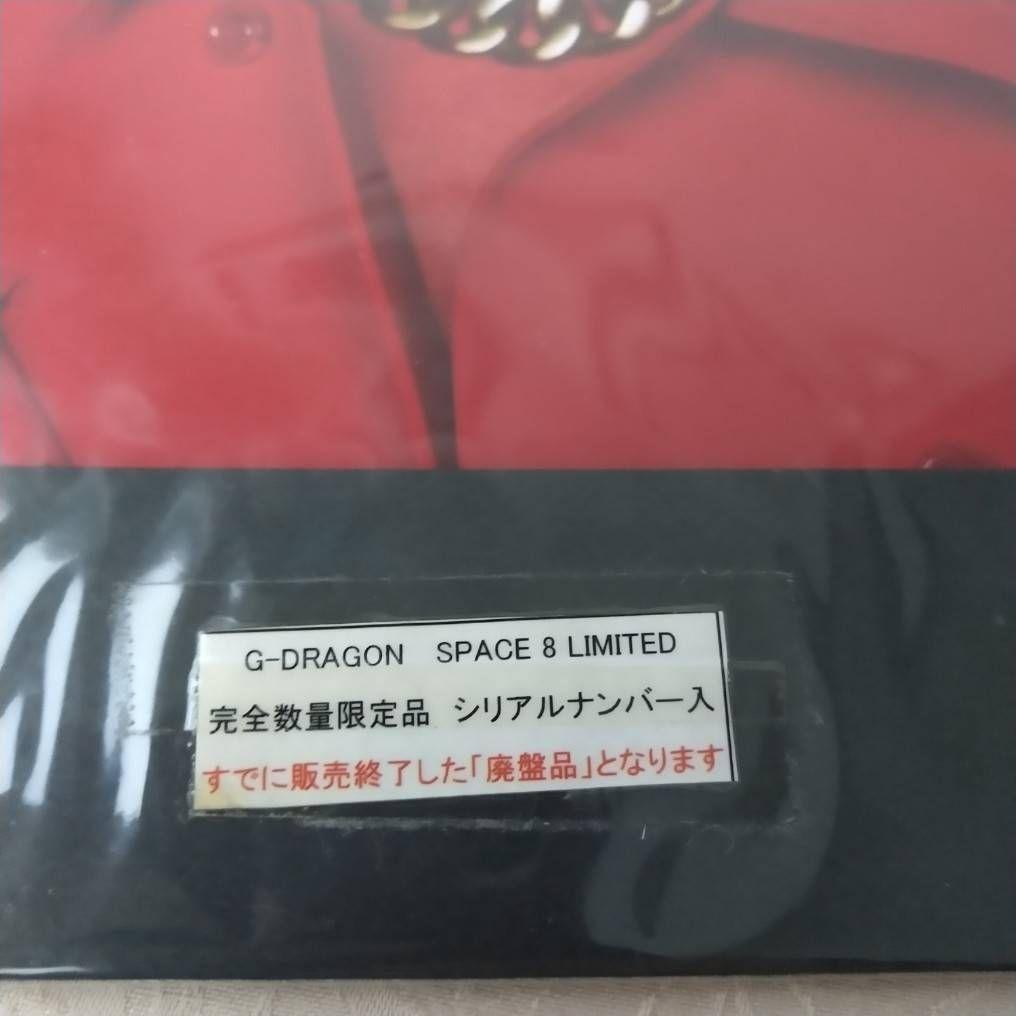 G-DRAGON SPACE 8 LIMITED
完全数量限定品 シリアルナンバー入
すでに販売終了した「廃盤品」となります